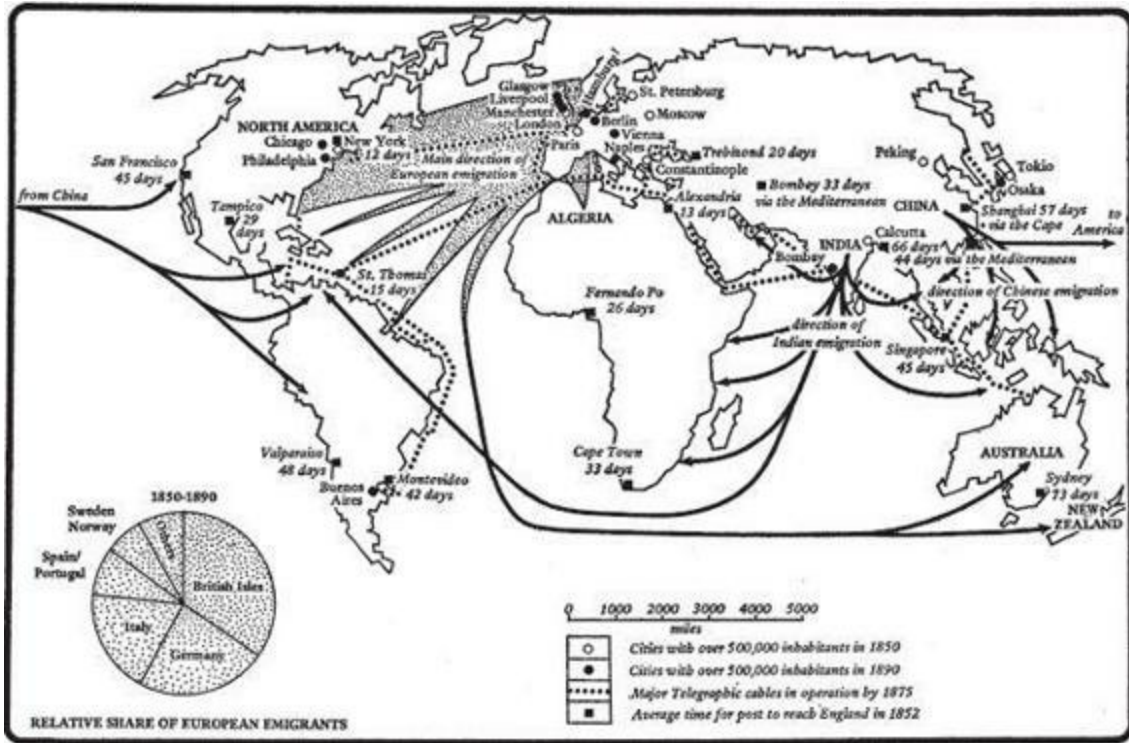 Glasgow
Liverpool
Manchester
London
Hamburg
St. Petersburg
Moscow
Berlin
Vienna
Paris
Naples
Constantinople
Trebisond 20 days
NORTH AMERICA
Chicago
New York
12 days
Philadelphia
San Francisco
45 days
Main direction of
European emigration
from China
Tampico
29
days
St. Thomas
15 days
ALGERIA
Alexandria
13 days
Bombay 33 days
via the Mediterranean
Peking
Tokio
Osaka
CHINA
Shanghai 57 days
via the Cape
to
America
INDIA
Calcutta
66 days
44 days via the Mediterranean
Bombay
direction of Chinese emigration
Fernando Po
26 days
direction of
Indian emigration
Singapore
45 days
Valparaiso
48 days
Buenos
Aires
Montevideo
42 days
Cape Town
33 days
AUSTRALIA
Sydney
73 days
NEW
ZEALAND
1850-1890
Sweden
Norway
Others
Spain/
Portugal
British Isles
Italy
Germany
RELATIVE SHARE OF EUROPEAN EMIGRANTS
0 1000 2000 3000 4000 5000
miles
Cities with over 500,000 inhabitants in 1850
Cities with over 500,000 inhabitants in 1890
Major Telegraphic cables in operation by 1875
Average time for post to reach England in 1852